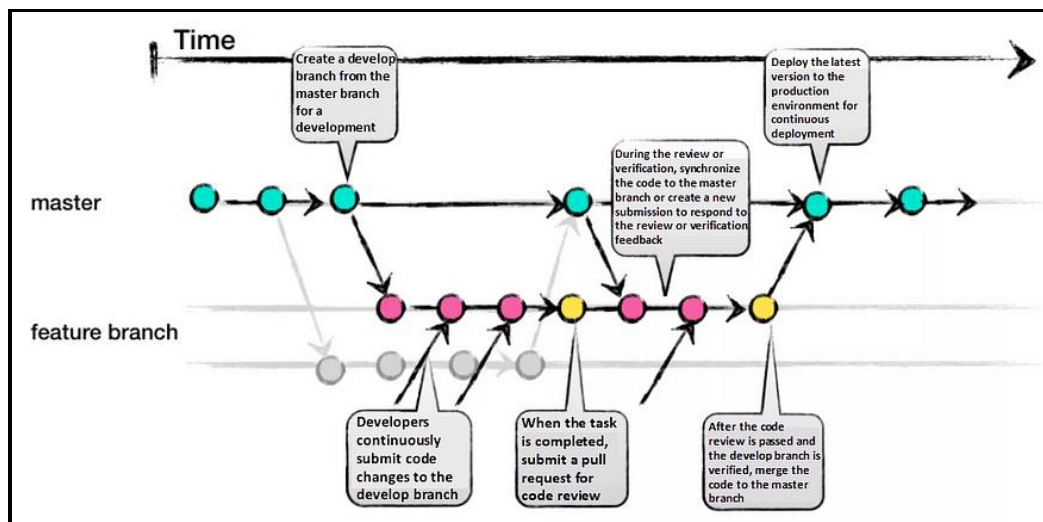 Time
Create a develop
branch from the
master branch
for a
development
Deploy the latest
version to the
production
environment for
continuous
deployment
During the review or
verification, synchronize
the code to the master
branch or create a new
submission to respond to
the review or verification
feedback
master
feature branch
Developers
continuously
submit code
changes to the
develop branch
When the task
is completed,
submit a pull
request for
code review
After the code
review is passed and
the develop branch is
verified, merge the
code to the master
branch